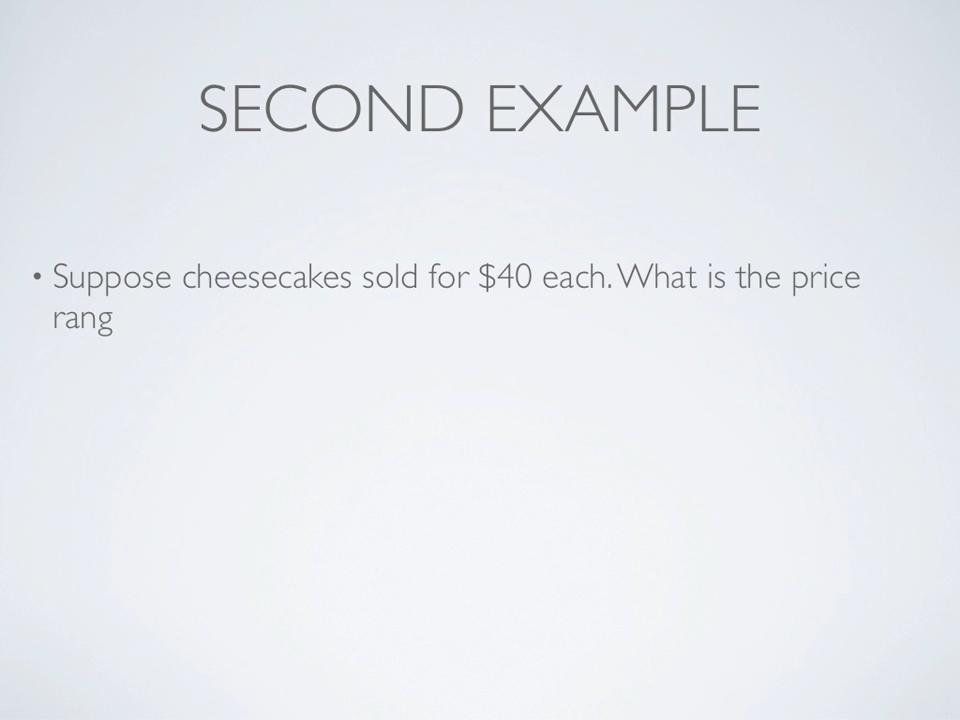 SECOND EXAMPLE
• Suppose cheesecakes sold for $40 each. What is the price
rang